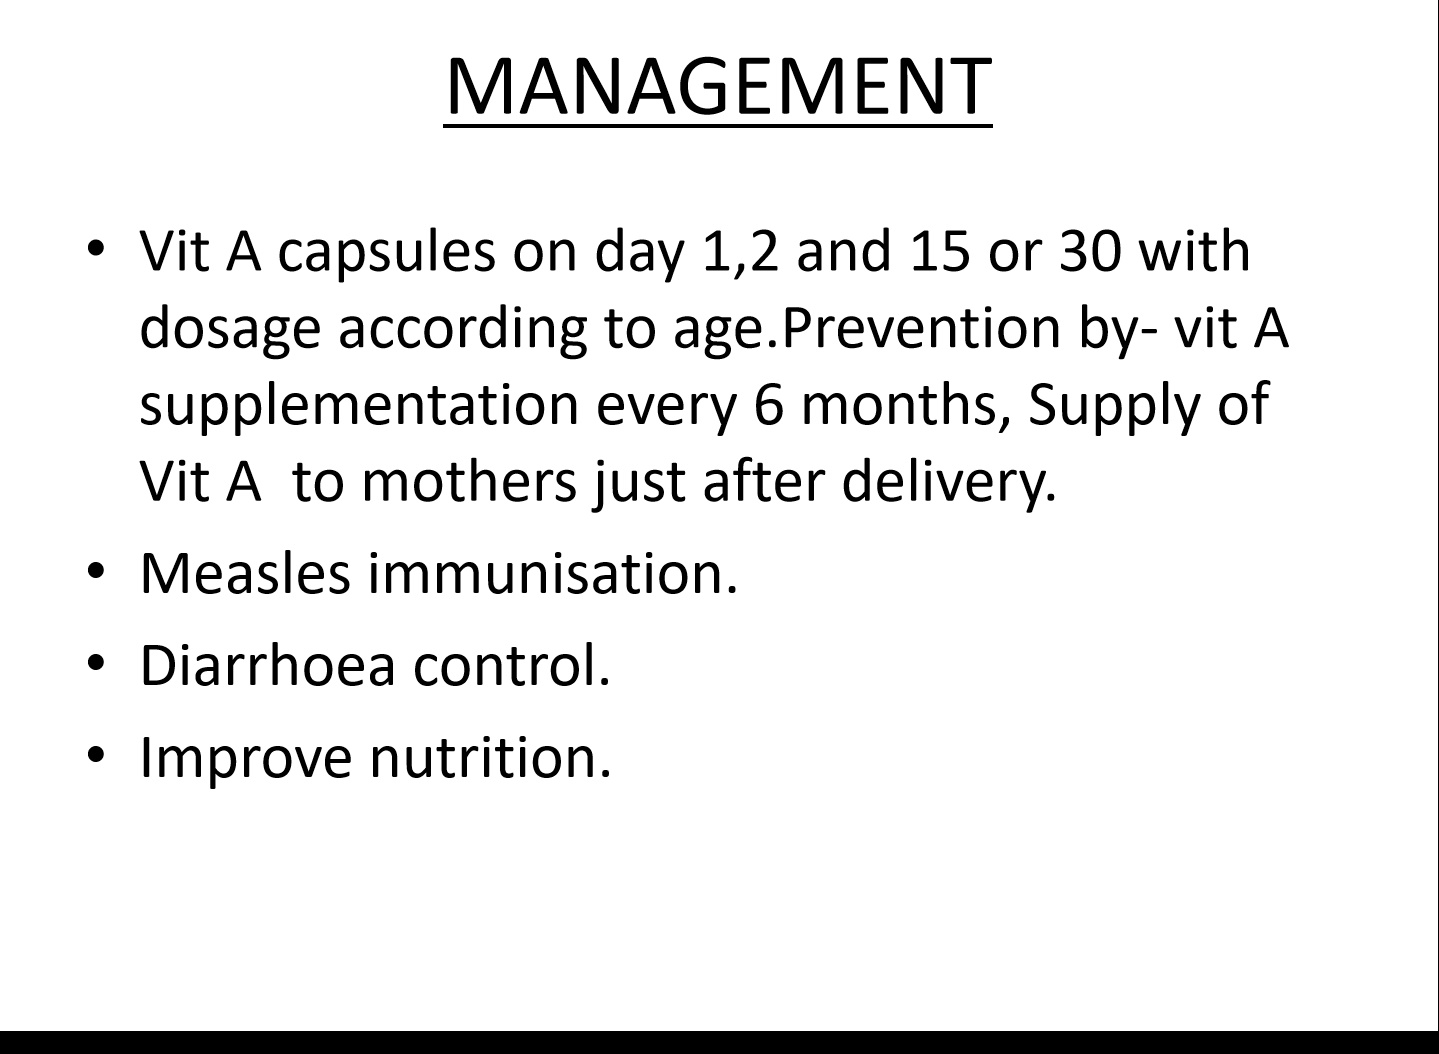 MANAGEMENT
• Vit A capsules on day 1,2 and 15 or 30 with
dosage according to age.Prevention by- vit A
supplementation every 6 months, Supply of
Vit A  to mothers just after delivery.
• Measles immunisation.
• Diarrhoea control.
• Improve nutrition.